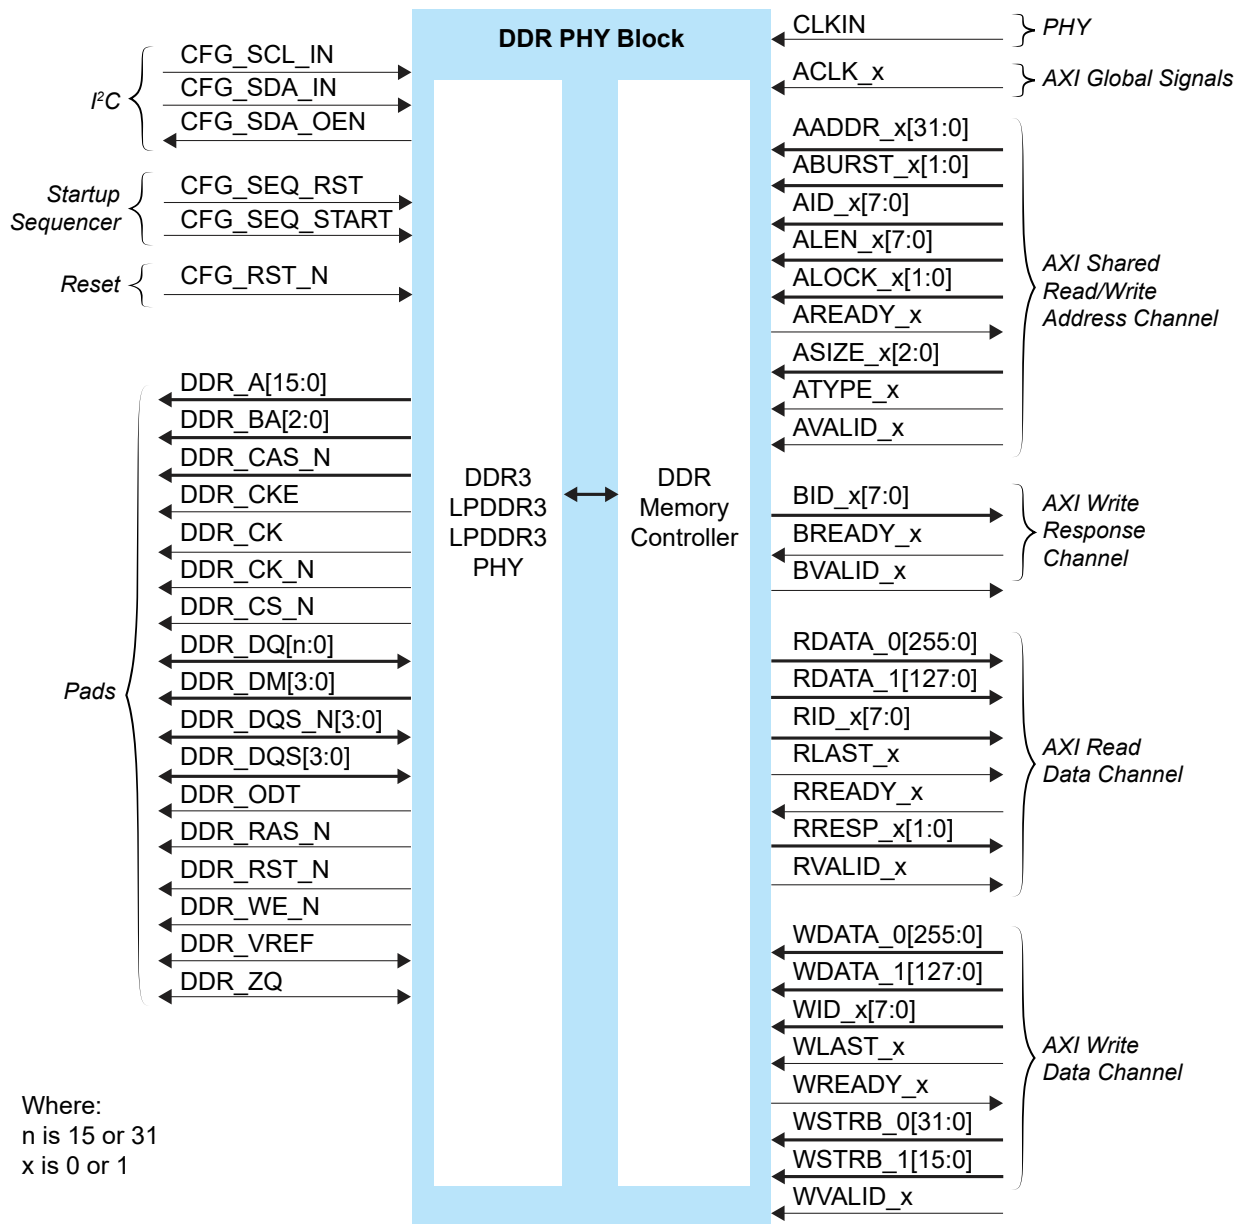 DDR PHY Block
I²C
CFG_SCL_IN
CFG_SDA_IN
CFG_SDA_OEN
Startup
Sequencer
CFG_SEQ_RST
CFG_SEQ_START
Reset
CFG_RST_N
Pads
DDR_A[15:0]
DDR_BA[2:0]
DDR_CAS_N
DDR_CKE
DDR_CK
DDR_CK_N
DDR_CS_N
DDR_DQ[n:0]
DDR_DM[3:0]
DDR_DQS_N[3:0]
DDR_DQS[3:0]
DDR_ODT
DDR_RAS_N
DDR_RST_N
DDR_WE_N
DDR_VREF
DDR_ZQ
Where:
n is 15 or 31
x is 0 or 1
DDR3
LPDDR3
LPDDR3
PHY
DDR
Memory
Controller
CLKIN
PHY
ACLK_x
AXI Global Signals
AADDR_x[31:0]
ABURST_x[1:0]
AID_x[7:0]
ALEN_x[7:0]
ALOCK_x[1:0]
AREADY_x
ASIZE_x[2:0]
ATYPE_x
AVALID_x
AXI Shared
Read/Write
Address Channel
BID_x[7:0]
BREADY_x
BVALID_x
AXI Write
Response
Channel
RDATA_0[255:0]
RDATA_1[127:0]
RID_x[7:0]
RLAST_x
RREADY_x
RRESP_x[1:0]
RVALID_x
AXI Read
Data Channel
WDATA_0[255:0]
WDATA_1[127:0]
WID_x[7:0]
WLAST_x
WREADY_x
WSTRB_0[31:0]
WSTRB_1[15:0]
WVALID_x
AXI Write
Data Channel